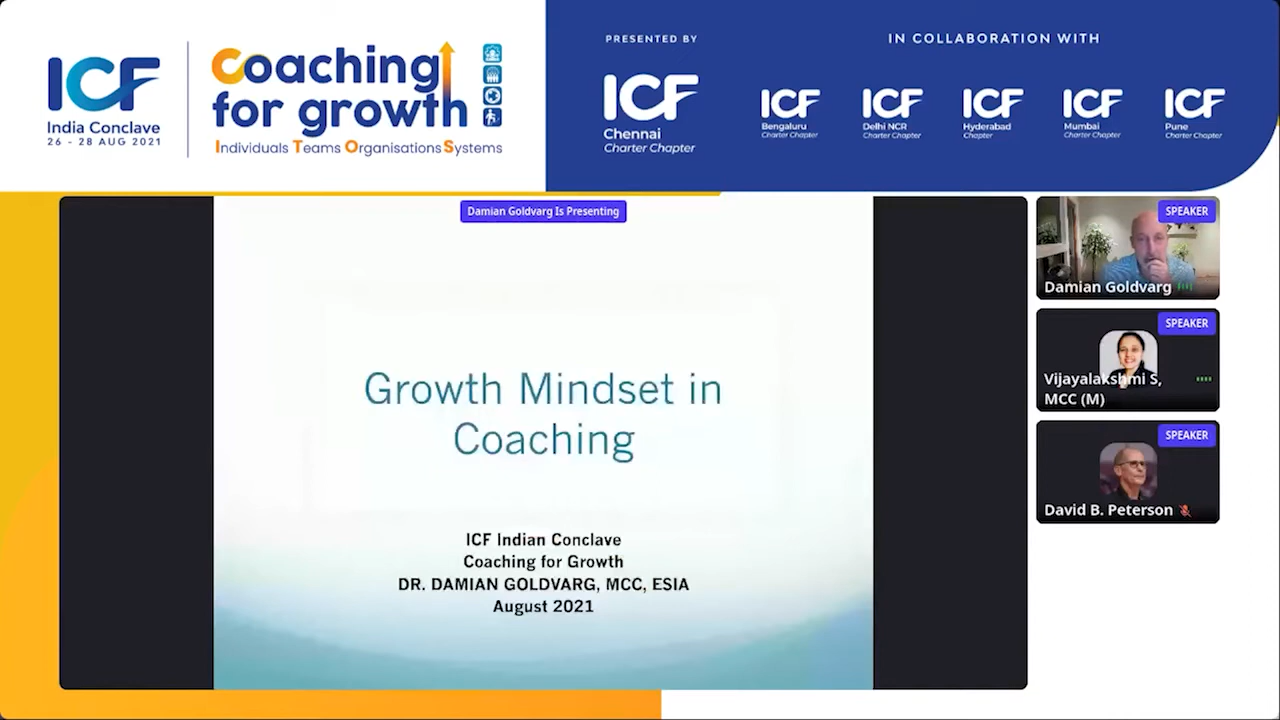 ICF
India Conclave
26 - 28 AUG 2021
Coaching
for growth
Individuals Teams Organisations Systems
PRESENTED BY
ICF
Chennai
Charter Chapter
IN COLLABORATION WITH
ICF
Bengaluru
Charter Chapter
ICF
Delhi NCR
Charter Chapter
ICF
Hyderabad
Charter Chapter
ICF
Mumbai
Charter Chapter
ICF
Pune
Charter Chapter
Damian Goldvarg Is Presenting
Growth Mindset in
Coaching
ICF Indian Conclave
Coaching for Growth
DR. DAMIAN GOLDVARG, MCC, ESIA
August 2021
SPEAKER
Damian Goldvarg
SPEAKER
Vijayalakshmi S,
MCC (M)
SPEAKER
David B. Peterson